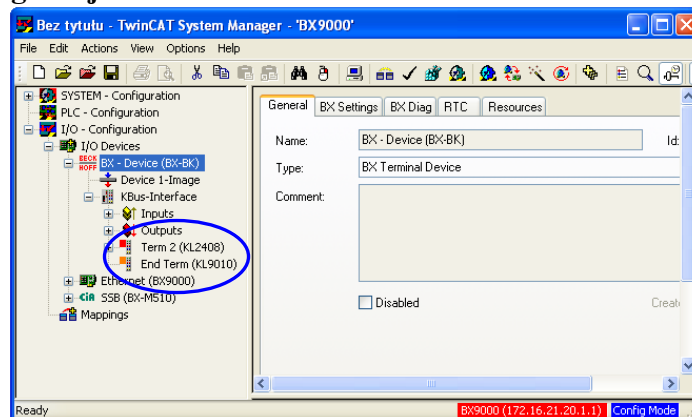 Bez tytułu - TwinCAT System Manager - 'BX9000'
File Edit Actions View Options Help
SYSTEM - Configuration
PLC - Configuration
I/O - Configuration
I/O Devices
BECK
HOFF
BX - Device (BX-BK)
Device 1-Image
KBus-Interface
Inputs
Outputs
Term 2 (KL2408)
End Term (KL9010)
Ethernet (BX9000)
CiA SSB (BX-M510)
Mappings
General BX Settings BX Diag RTC Resources
Name: BX - Device (BX-BK) Id:
Type: BX Terminal Device
Comment:
Disabled Create
Ready BX9000 (172.16.21.20.1.1) Config Mode